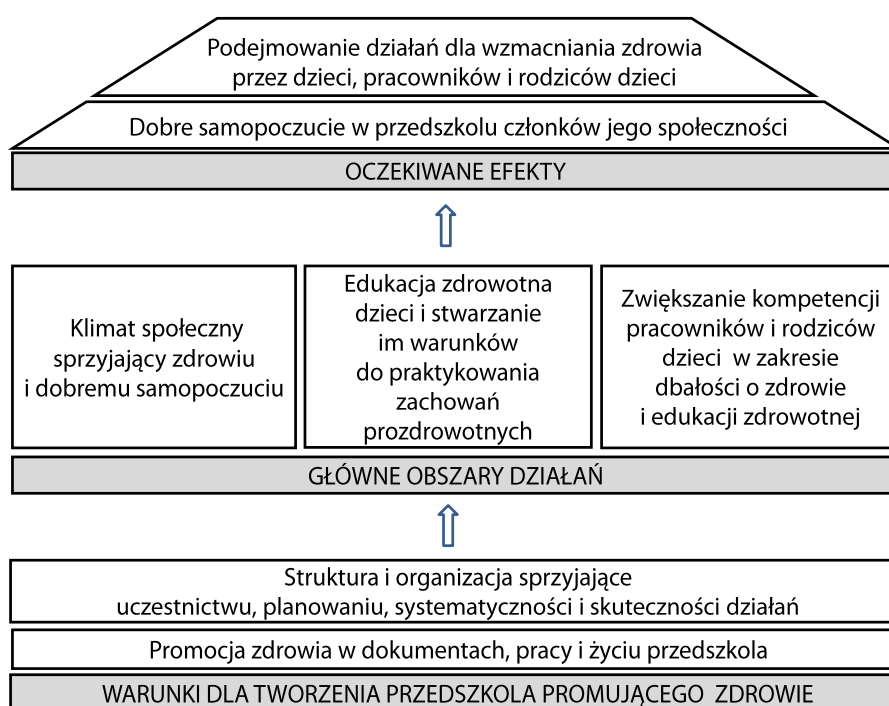 Podejmowanie działań dla wzmacniania zdrowia
przez dzieci, pracowników i rodziców dzieci
Dobre samopoczucie w przedszkolu członków jego społeczności
OCZEKIWANE EFEKTY
Klimat społeczny
sprzyjający zdrowiu
i dobremu samopoczuciu
Edukacja zdrowotna
dzieci i stwarzanie
im warunków
do praktykowania
zachowań
prozdrowotnych
Zwiększanie kompetencji
pracowników i rodziców
dzieci w zakresie
dbałości o zdrowie
i edukacji zdrowotnej
GŁÓWNE OBSZARY DZIAŁAŃ
Struktura i organizacja sprzyjające
uczestnictwu, planowaniu, systematyczności i skuteczności działań
Promocja zdrowia w dokumentach, pracy i życiu przedszkola
WARUNKI DLA TWORZENIA PRZEDSZKOLA PROMUJĄCEGO ZDROWIE